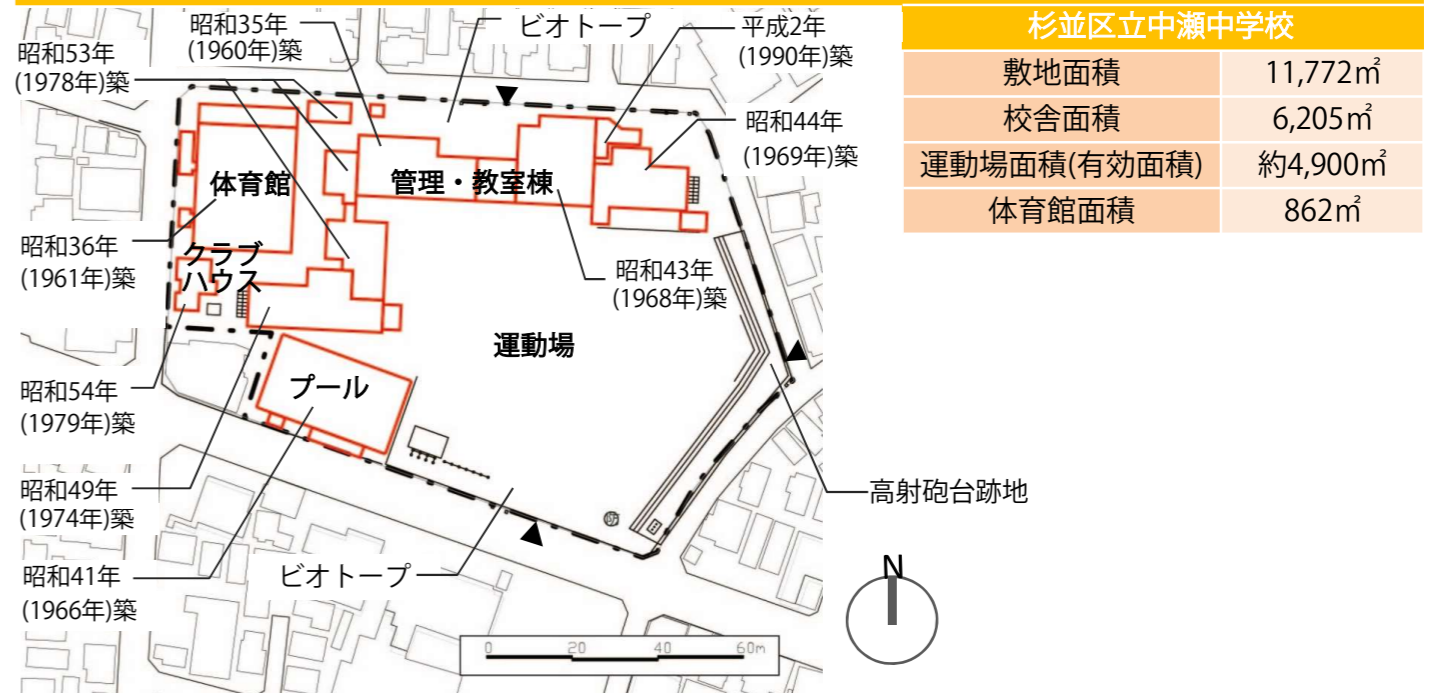 昭和35年
(1960年)築
ビオトープ
平成2年
(1990年)築
昭和53年
(1978年)築
昭和44年
(1969年)築
体育館
管理・教室棟
昭和36年
(1961年)築
クラブ
ハウス
昭和43年
(1968年)築
運動場
プール
昭和54年
(1979年)築
昭和49年
(1974年)築
高射砲台跡地
昭和41年
(1966年)築
ビオトープ
0 20 40 60m
N
杉並区立中瀬中学校
敷地面積 11,772㎡
校舎面積 6,205㎡
運動場面積(有効面積) 約4,900㎡
体育館面積 862㎡